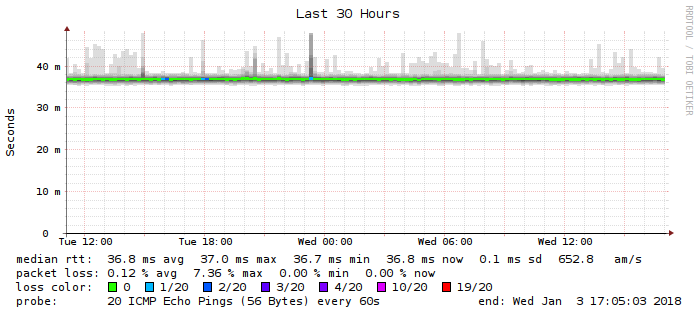 Last 30 Hours
RRDTOOL / TOBI OETIKER
Seconds
40 m
30 m
20 m
10 m
0
Tue 12:00 Tue 18:00 Wed 00:00 Wed 06:00 Wed 12:00
median rtt: 36.8 ms avg 37.0 ms max 36.7 ms min 36.8 ms now 0.1 ms sd 652.8 am/s
packet loss: 0.12 % avg 7.36 % max 0.00 % min 0.00 % now
loss color: 0 1/20 2/20 3/20 4/20 10/20 19/20
probe: 20 ICMP Echo Pings (56 Bytes) every 60s end: Wed Jan 3 17:05:03 2018